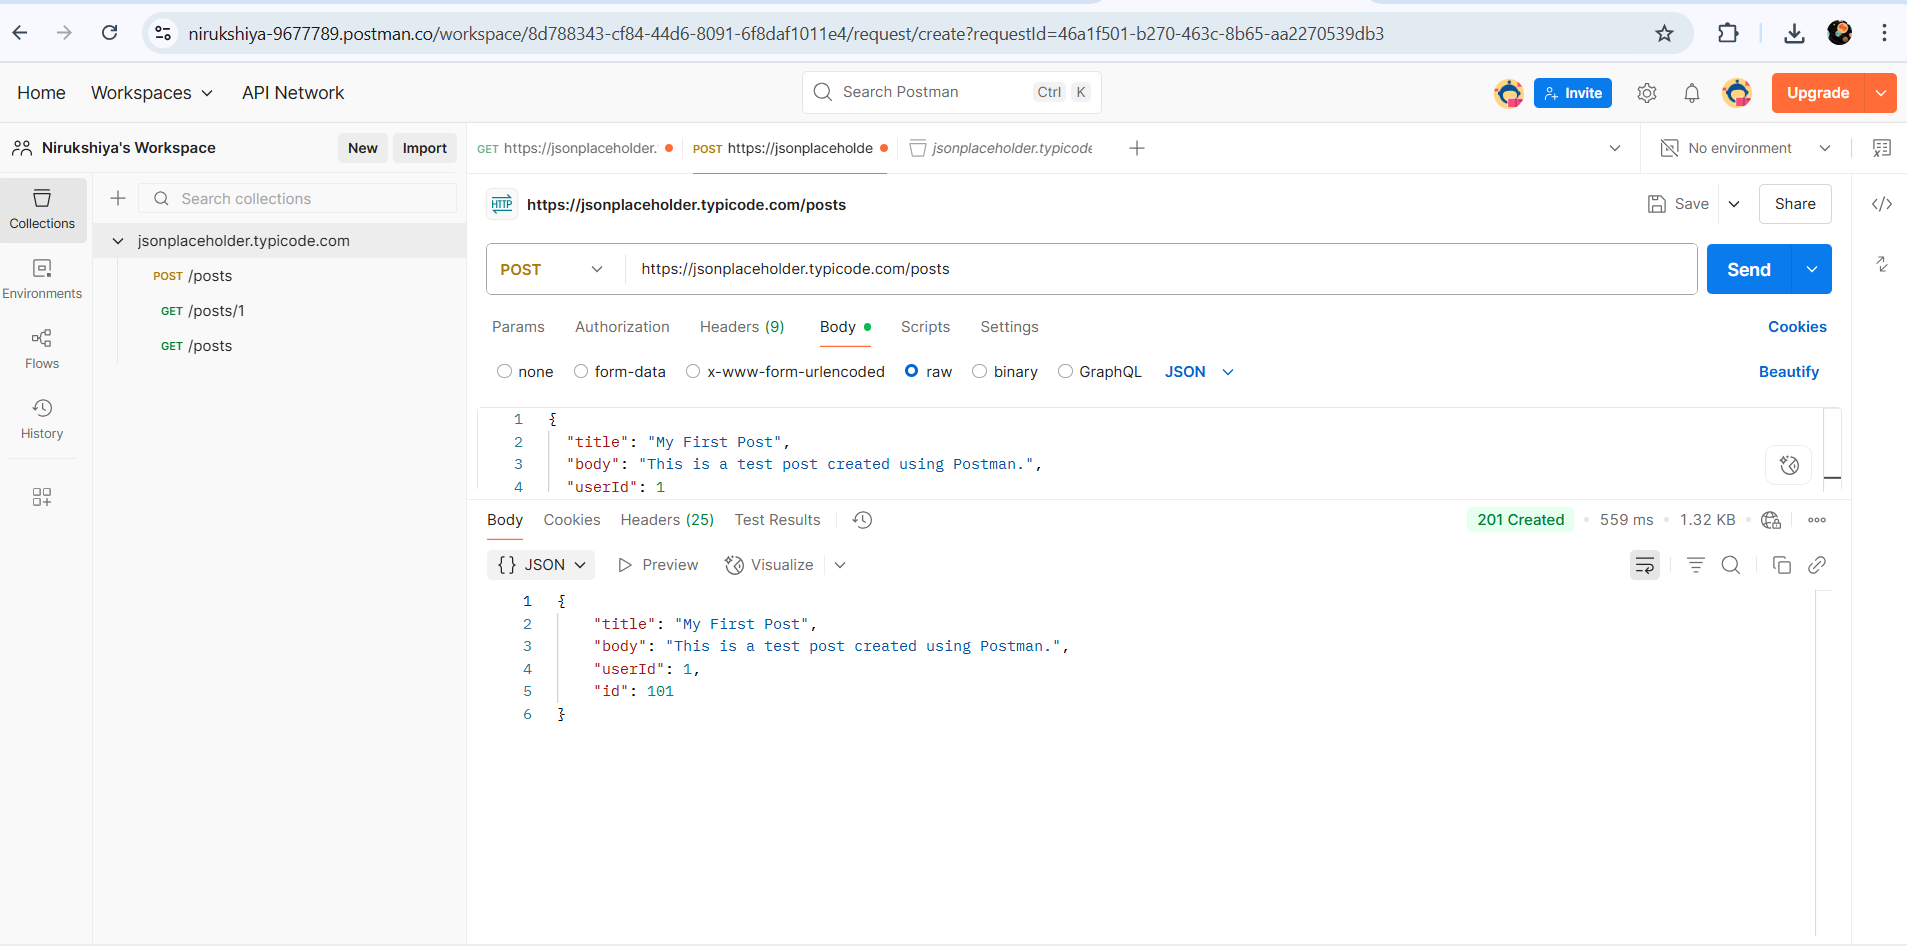 nirukshiya-9677789.postman.co/workspace/8d788343-cf84-44d6-8091-6f8daf1011e4/request/create?requestId=46a1f501-b270-463c-8b65-aa2270539db3
Home Workspaces API Network Search Postman Ctrl K Invite Upgrade
Nirukshiya's Workspace New Import GET https://jsonplaceholder. POST https://jsonplaceholde jsonplaceholder.typicode No environment
Search collections
Collections
jsonplaceholder.typicode.com
POST /posts
GET /posts/1
GET /posts
Environments
Flows
History
HTTP https://jsonplaceholder.typicode.com/posts Save Share </>
POST https://jsonplaceholder.typicode.com/posts Send
Params Authorization Headers (9) Body Scripts Settings Cookies
none form-data x-www-form-urlencoded raw binary GraphQL JSON Beautify
1 {
2 "title": "My First Post",
3 "body": "This is a test post created using Postman.",
4 "userId": 1
Body Cookies Headers (25) Test Results 201 Created 559 ms 1.32 KB
{} JSON Preview Visualize
1 {
2 "title": "My First Post",
3 "body": "This is a test post created using Postman.",
4 "userId": 1,
5 "id": 101
6 }